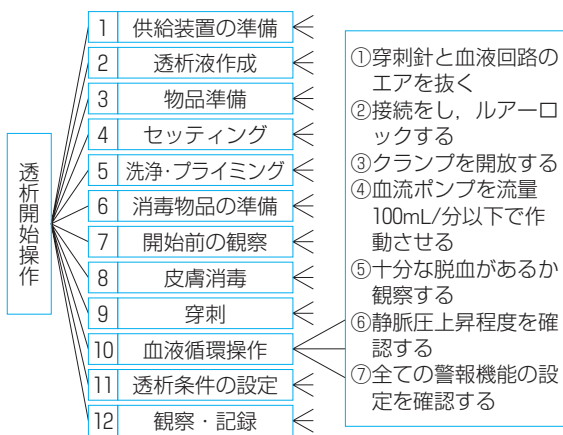 透析開始操作
1 供給装置の準備
2 透析液作成
3 物品準備
4 セッティング
5 洗浄・プライミング
6 消毒物品の準備
7 開始前の観察
8 皮膚消毒
9 穿刺
10 血液循環操作
11 透析条件の設定
12 観察・記録
①穿刺針と血液回路の
エアを抜く
②接続をし，ルアーロ
ックする
③クランプを開放する
④血流ポンプを流量
100mL/分以下で作
動させる
⑤十分な脱血があるか
観察する
⑥静脈圧上昇程度を確
認する
⑦全ての警報機能の設
定を確認する